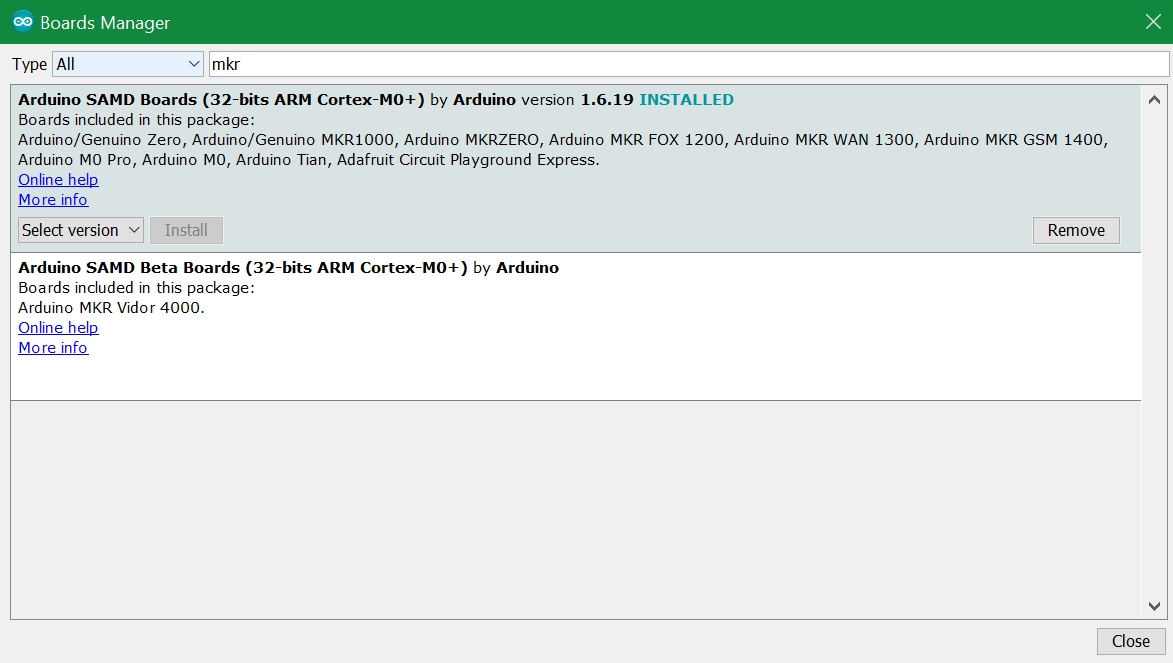 Boards Manager
Type All mkr
Arduino SAMD Boards (32-bits ARM Cortex-M0+) by Arduino version 1.6.19 INSTALLED
Boards included in this package:
Arduino/Genuino Zero, Arduino/Genuino MKR1000, Arduino MKRZERO, Arduino MKR FOX 1200, Arduino MKR WAN 1300, Arduino MKR GSM 1400,
Arduino M0 Pro, Arduino M0, Arduino Tian, Adafruit Circuit Playground Express.
Online help
More info
Select version Install Remove
Arduino SAMD Beta Boards (32-bits ARM Cortex-M0+) by Arduino
Boards included in this package:
Arduino MKR Vidor 4000.
Online help
More info
Close